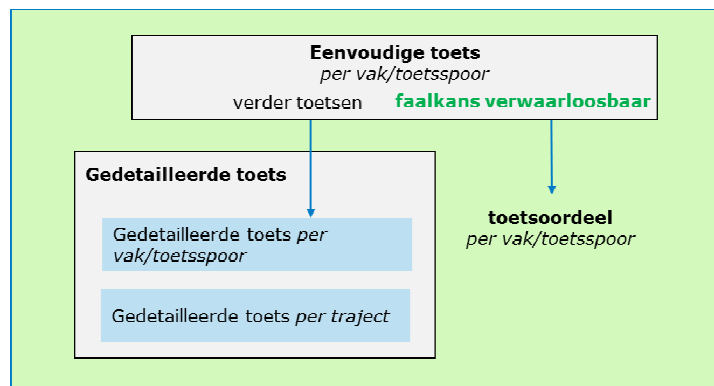 Eenvoudige toets
per vak/toetsspoor
verder toetsen faalkans verwaarloosbaar
Gedetailleerde toets
Gedetailleerde toets per
vak/toetsspoor
Gedetailleerde toets per traject
toetsoordeel
per vak/toetsspoor